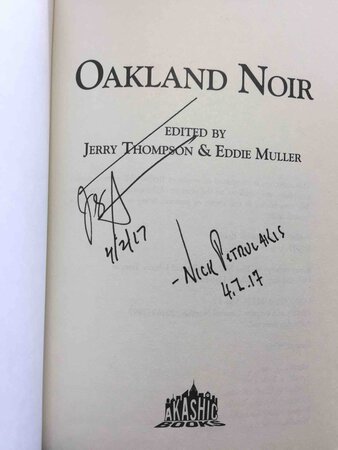 OAKLAND NOIR
EDITED BY
JERRY THOMPSON & EDDIE MULLER
4/2/17
-NICK PETRULAKIS
4.2.17
AKASHIC
BOOKS